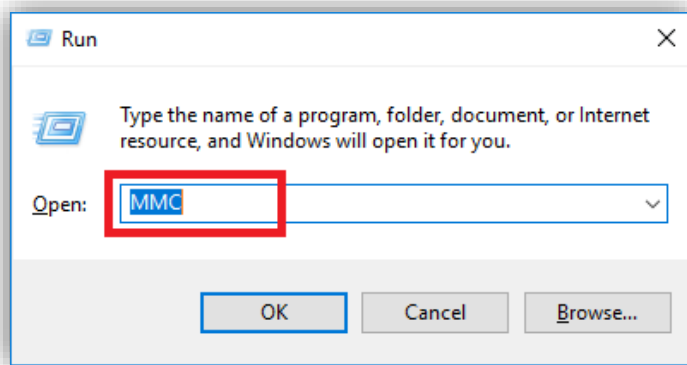 Run
Type the name of a program, folder, document, or Internet
resource, and Windows will open it for you.
Open: MMC
OK Cancel Browse...